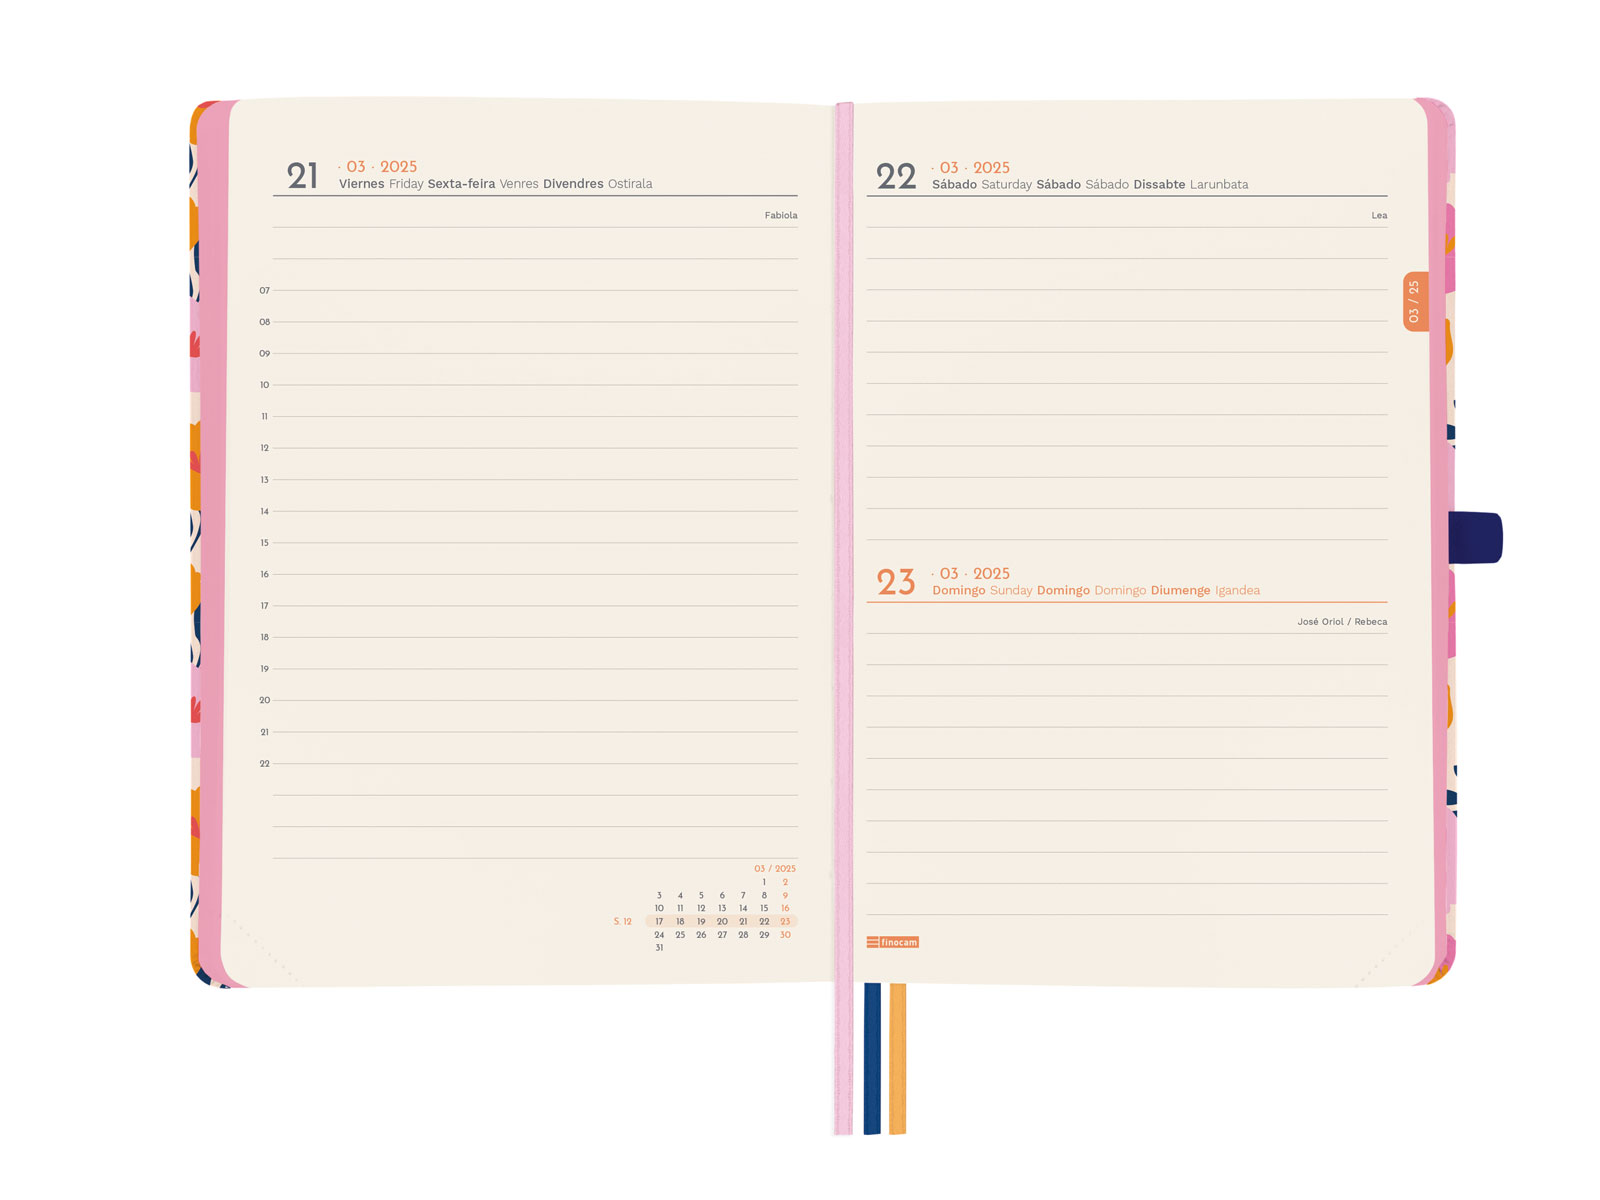 21 · 03 · 2025
Viernes Friday Sexta-feira Venres Divendres Ostirala
Fabiola
07
08
09
10
11
12
13
14
15
16
17
18
19
20
21
22
03 / 2025
1 2
3 4 5 6 7 8 9
10 11 12 13 14 15 16
S. 12 17 18 19 20 21 22 23
24 25 26 27 28 29 30
31
22 · 03 · 2025
Sábado Saturday Sábado Sábado Dissabte Larunbata
Lea
03 / 25
23 · 03 · 2025
Domingo Sunday Domingo Domingo Diumenge Igandea
José Oriol / Rebeca
finocam